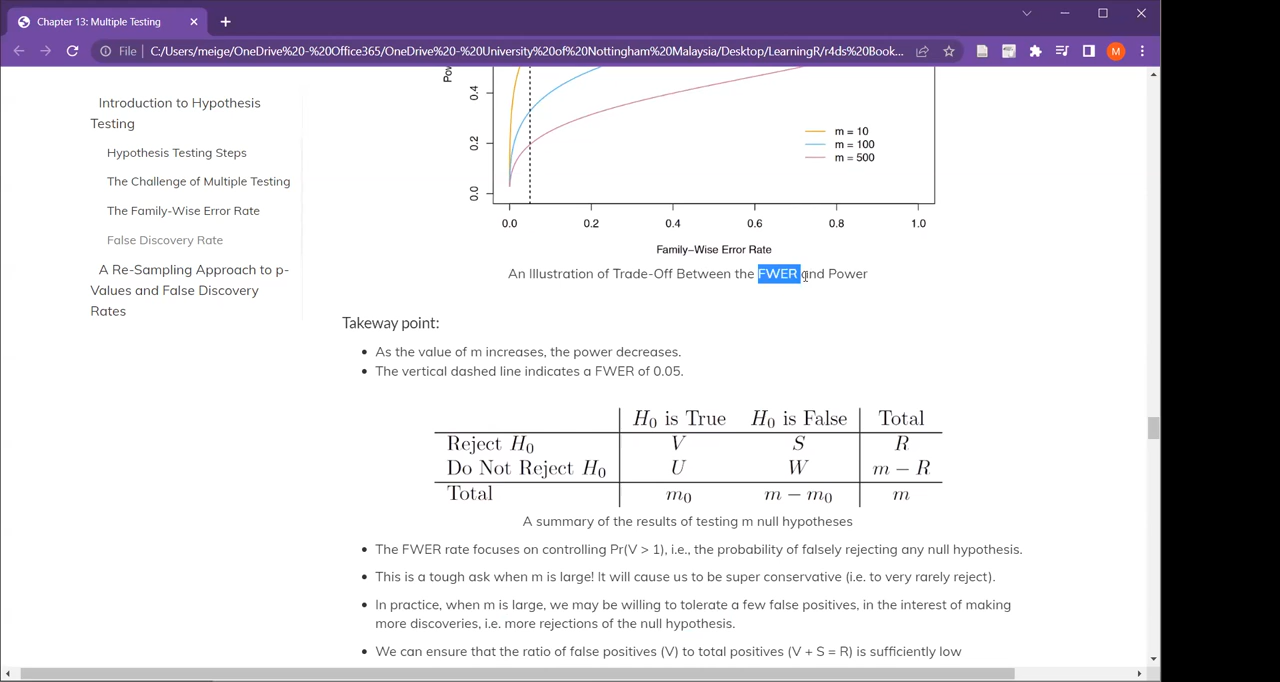 Chapter 13: Multiple Testing
File C:/Users/meige/OneDrive%20-%20Office365/OneDrive%20-%20University%20of%20Nottingham%20Malaysia/Desktop/LearningR/r4ds%20Book...
M
Introduction to Hypothesis
Testing
Hypothesis Testing Steps
The Challenge of Multiple Testing
The Family-Wise Error Rate
False Discovery Rate
A Re-Sampling Approach to p-
Values and False Discovery
Rates
0.4
0.2
0.0
m = 10
m = 100
m = 500
0.0 0.2 0.4 0.6 0.8 1.0
Family−Wise Error Rate
An Illustration of Trade-Off Between the FWER and Power
Takeway point:
As the value of m increases, the power decreases.
The vertical dashed line indicates a FWER of 0.05.
H₀ is True H₀ is False Total
Reject H₀ V S R
Do Not Reject H₀ U W m − R
Total m₀ m − m₀ m
A summary of the results of testing m null hypotheses
The FWER rate focuses on controlling Pr(V > 1), i.e., the probability of falsely rejecting any null hypothesis.
This is a tough ask when m is large! It will cause us to be super conservative (i.e. to very rarely reject).
In practice, when m is large, we may be willing to tolerate a few false positives, in the interest of making
more discoveries, i.e. more rejections of the null hypothesis.
We can ensure that the ratio of false positives (V) to total positives (V + S = R) is sufficiently low